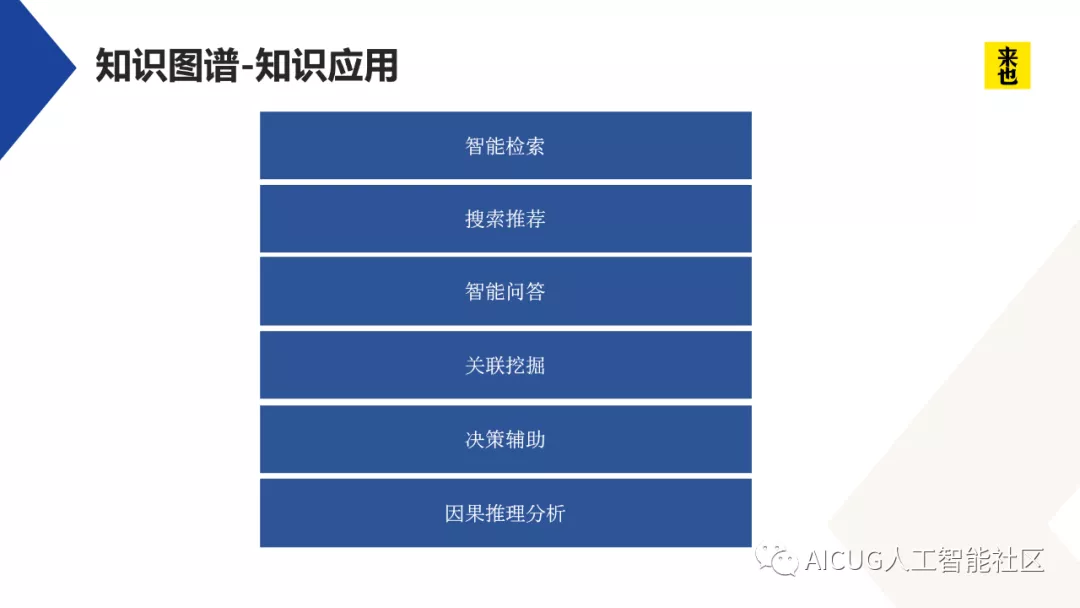 知识图谱-知识应用
来也
智能检索
搜索推荐
智能问答
关联挖掘
决策辅助
因果推理分析
AICUG人工智能社区